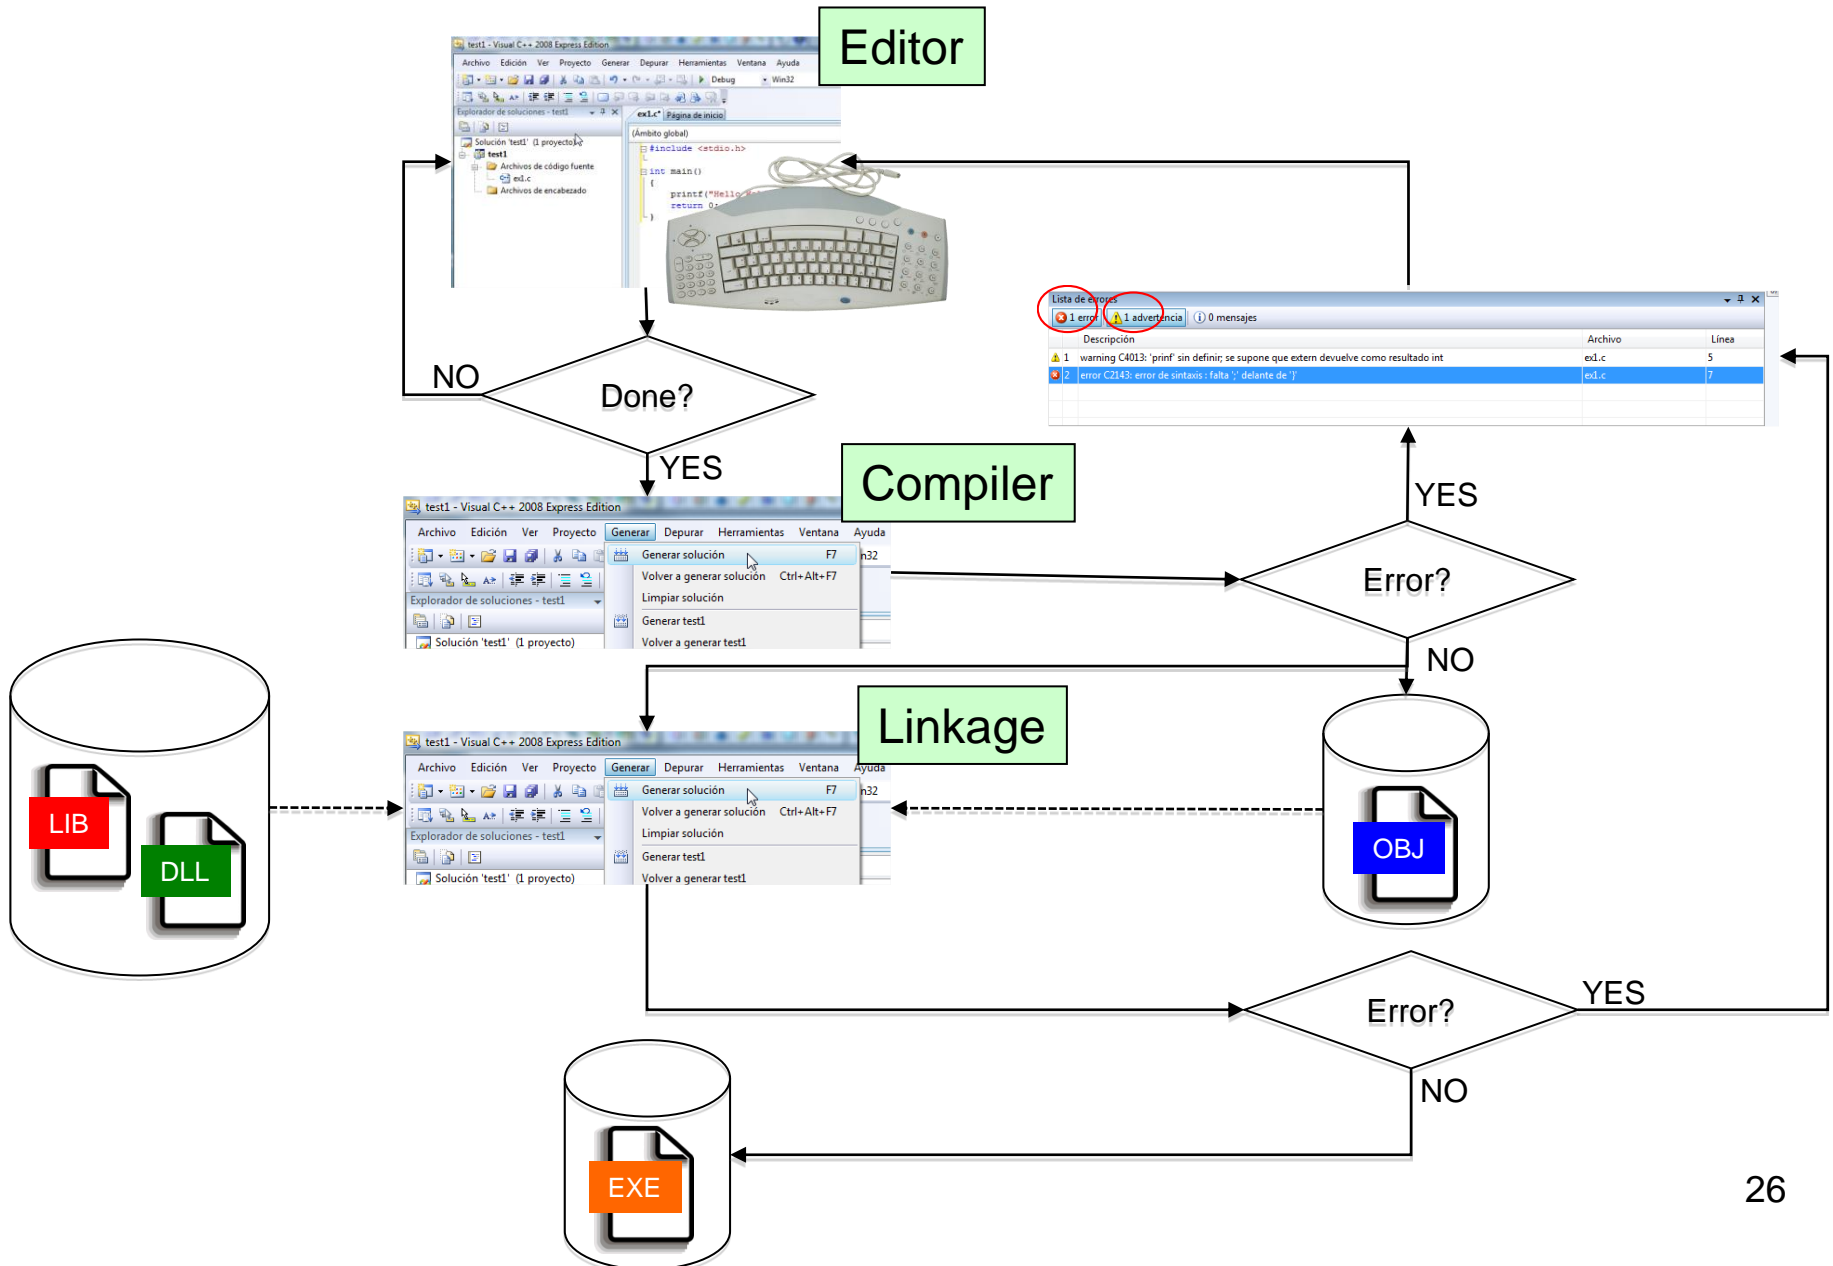 Editor
test1 - Visual C++ 2008 Express Edition
Archivo Edición Ver Proyecto Generar Depurar Herramientas Ventana Ayuda
Debug Win32
Explorador de soluciones - test1
ex1.c* Página de inicio
(Ámbito global)
Solución 'test1' (1 proyecto)
test1
Archivos de código fuente
ex1.c
Archivos de encabezado
#include <stdio.h>
int main()
{
printf("Hello
return 0;
}
Lista de errores
1 error 1 advertencia 0 mensajes
Descripción Archivo Línea
1 warning C4013: 'prinf' sin definir; se supone que extern devuelve como resultado int ex1.c 5
2 error C2143: error de sintaxis : falta ';' delante de '}' ex1.c 7
NO
Done?
YES
Compiler
test1 - Visual C++ 2008 Express Edition
Archivo Edición Ver Proyecto Generar Depurar Herramientas Ventana Ayuda
Generar solución F7
n32
Volver a generar solución Ctrl+Alt+F7
Limpiar solución
Explorador de soluciones - test1
Generar test1
Solución 'test1' (1 proyecto)
Volver a generar test1
YES
Error?
NO
Linkage
test1 - Visual C++ 2008 Express Edition
Archivo Edición Ver Proyecto Generar Depurar Herramientas Ventana Ayuda
Generar solución F7
n32
Volver a generar solución Ctrl+Alt+F7
Limpiar solución
Explorador de soluciones - test1
Generar test1
Solución 'test1' (1 proyecto)
Volver a generar test1
LIB
DLL
OBJ
Error?
YES
NO
EXE
26